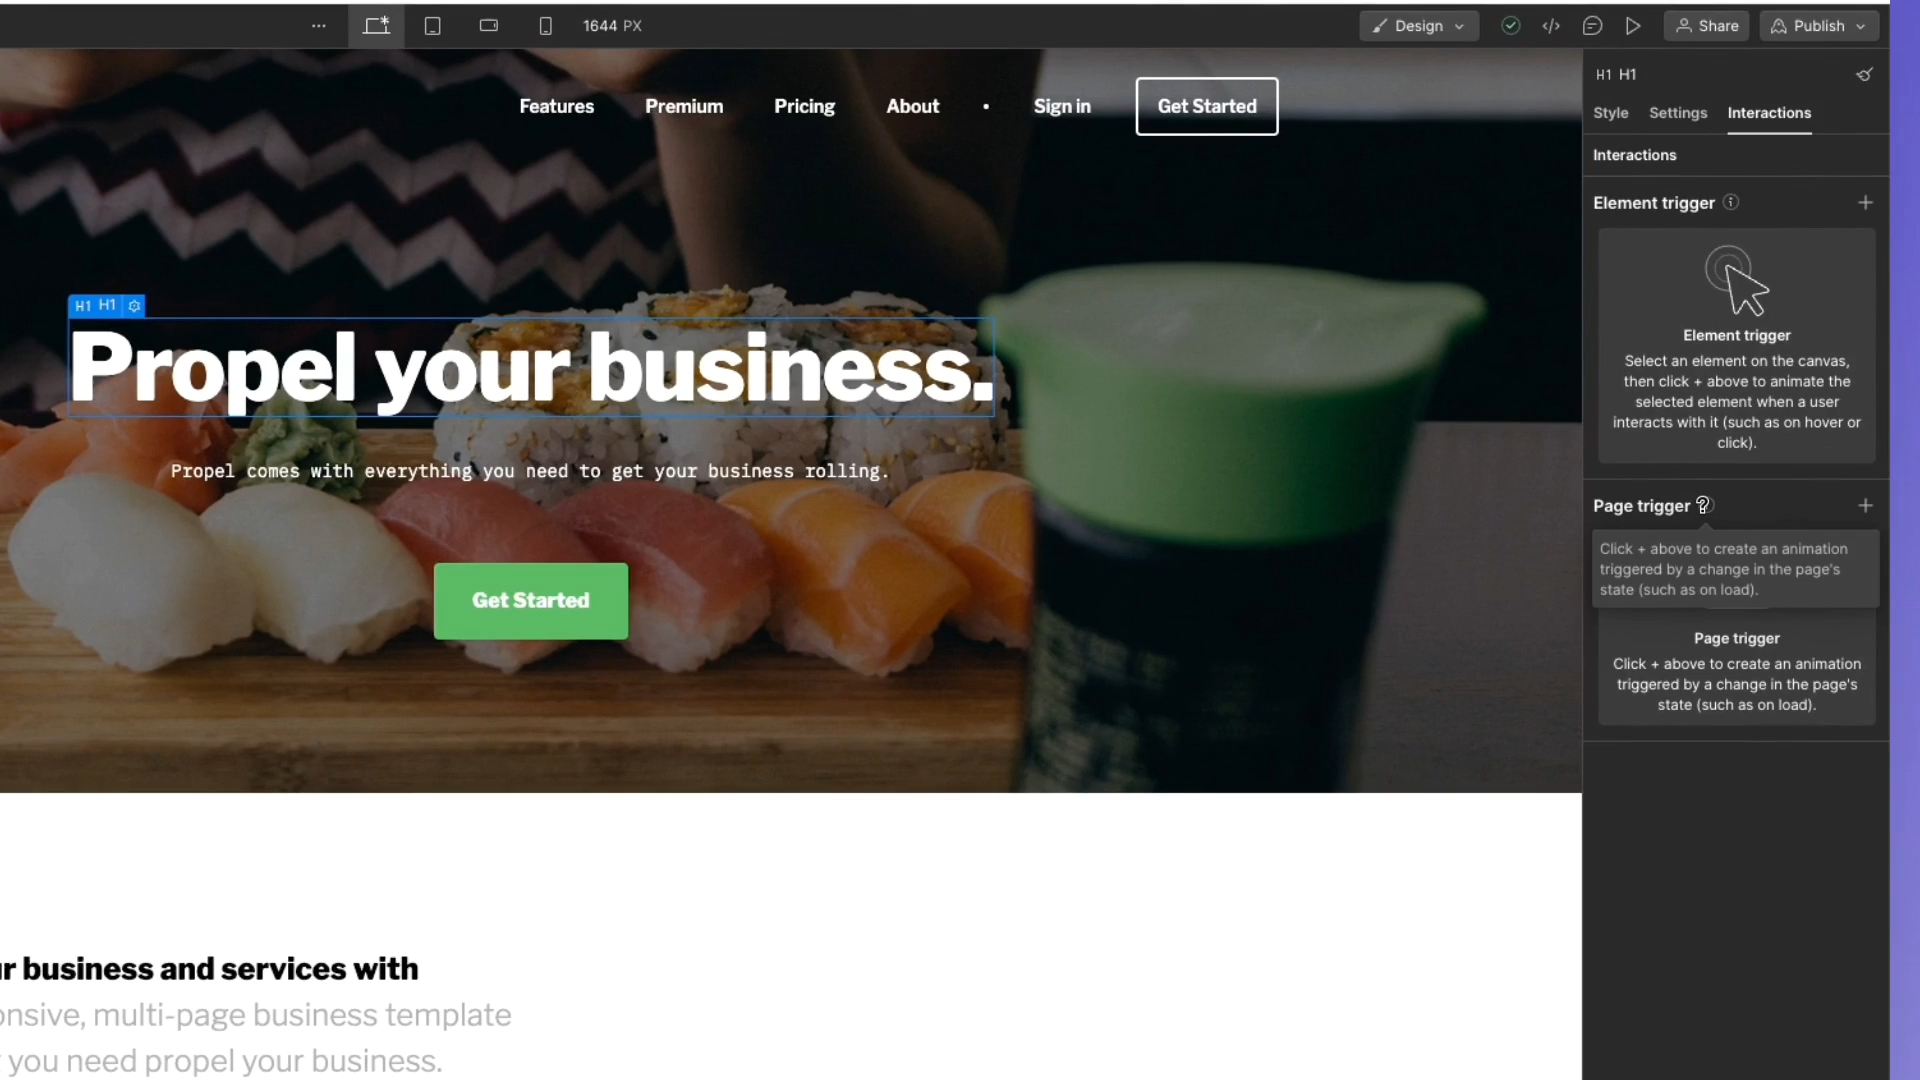 1644 PX
Design
Share
Publish
H1 H1
Style Settings Interactions
Interactions
Element trigger
Element trigger
Select an element on the canvas,
then click + above to animate the
selected element when a user
interacts with it (such as on hover or
click).
Page trigger
Click + above to create an animation
triggered by a change in the page's
state (such as on load).
Page trigger
Click + above to create an animation
triggered by a change in the page's
state (such as on load).
Features Premium Pricing About • Sign in Get Started
H1 H1
Propel your business.
Propel comes with everything you need to get your business rolling.
Get Started
business and services with
multi-page business template
you need propel your business.